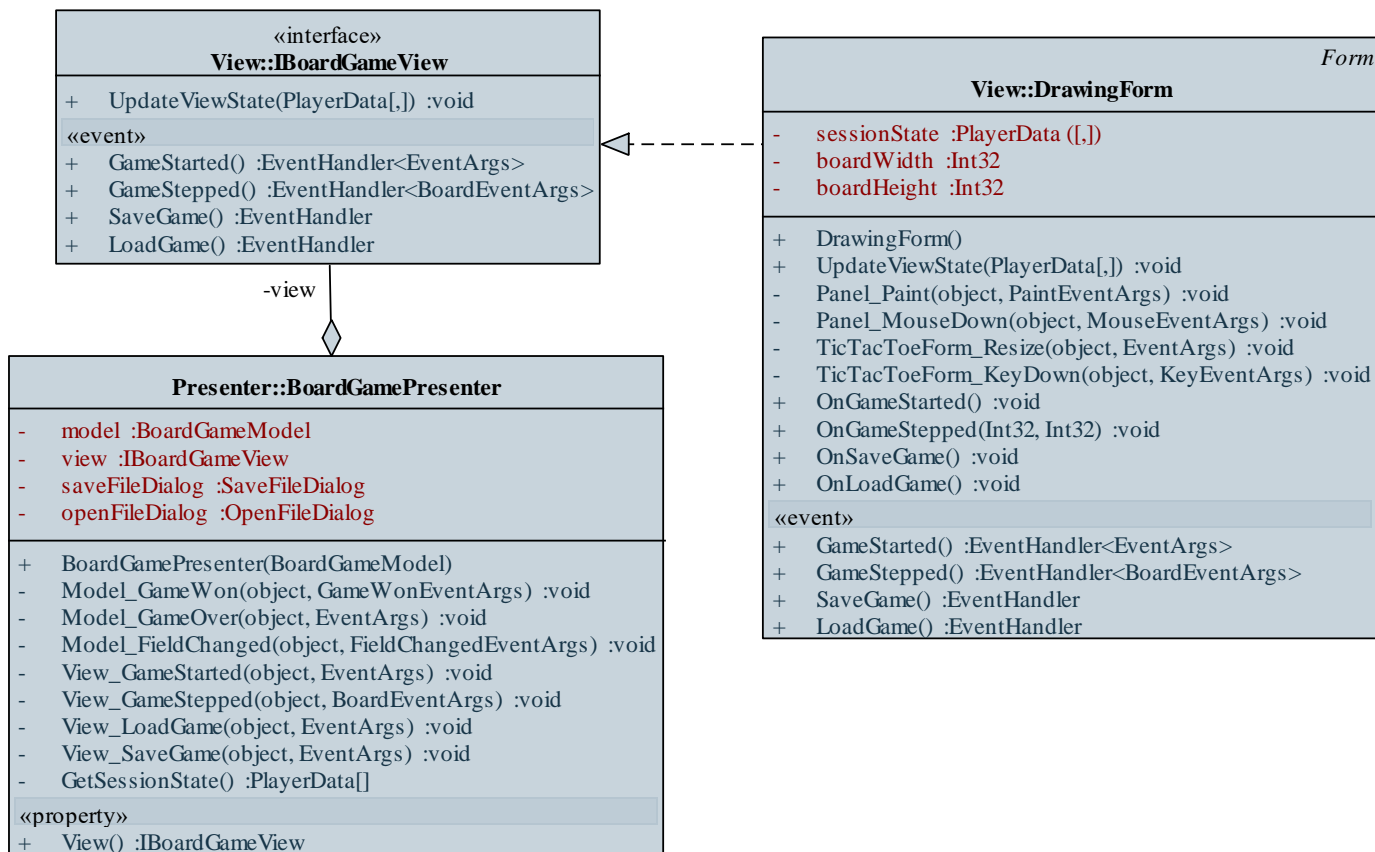 «interface»
View::IBoardGameView
+ UpdateViewState(PlayerData[,]) :void
«event»
+ GameStarted() :EventHandler<EventArgs>
+ GameStepped() :EventHandler<BoardEventArgs>
+ SaveGame() :EventHandler
+ LoadGame() :EventHandler
-view
Presenter::BoardGamePresenter
- model :BoardGameModel
- view :IBoardGameView
- saveFileDialog :SaveFileDialog
- openFileDialog :OpenFileDialog
+ BoardGamePresenter(BoardGameModel)
- Model_GameWon(object, GameWonEventArgs) :void
- Model_GameOver(object, EventArgs) :void
- Model_FieldChanged(object, FieldChangedEventArgs) :void
- View_GameStarted(object, EventArgs) :void
- View_GameStepped(object, BoardEventArgs) :void
- View_LoadGame(object, EventArgs) :void
- View_SaveGame(object, EventArgs) :void
- GetSessionState() :PlayerData[]
«property»
+ View() :IBoardGameView
Form
View::DrawingForm
- sessionState :PlayerData ([,])
- boardWidth :Int32
- boardHeight :Int32
+ DrawingForm()
+ UpdateViewState(PlayerData[,]) :void
- Panel_Paint(object, PaintEventArgs) :void
- Panel_MouseDown(object, MouseEventArgs) :void
- TicTacToeForm_Resize(object, EventArgs) :void
- TicTacToeForm_KeyDown(object, KeyEventArgs) :void
+ OnGameStarted() :void
+ OnGameStepped(Int32, Int32) :void
+ OnSaveGame() :void
+ OnLoadGame() :void
«event»
+ GameStarted() :EventHandler<EventArgs>
+ GameStepped() :EventHandler<BoardEventArgs>
+ SaveGame() :EventHandler
+ LoadGame() :EventHandler